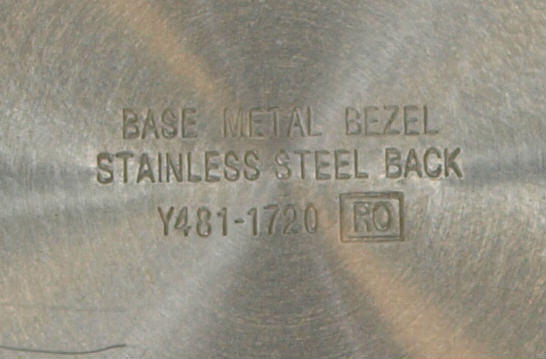 BASE METAL BEZEL
STAINLESS STEEL BACK
Y481-1720 RO